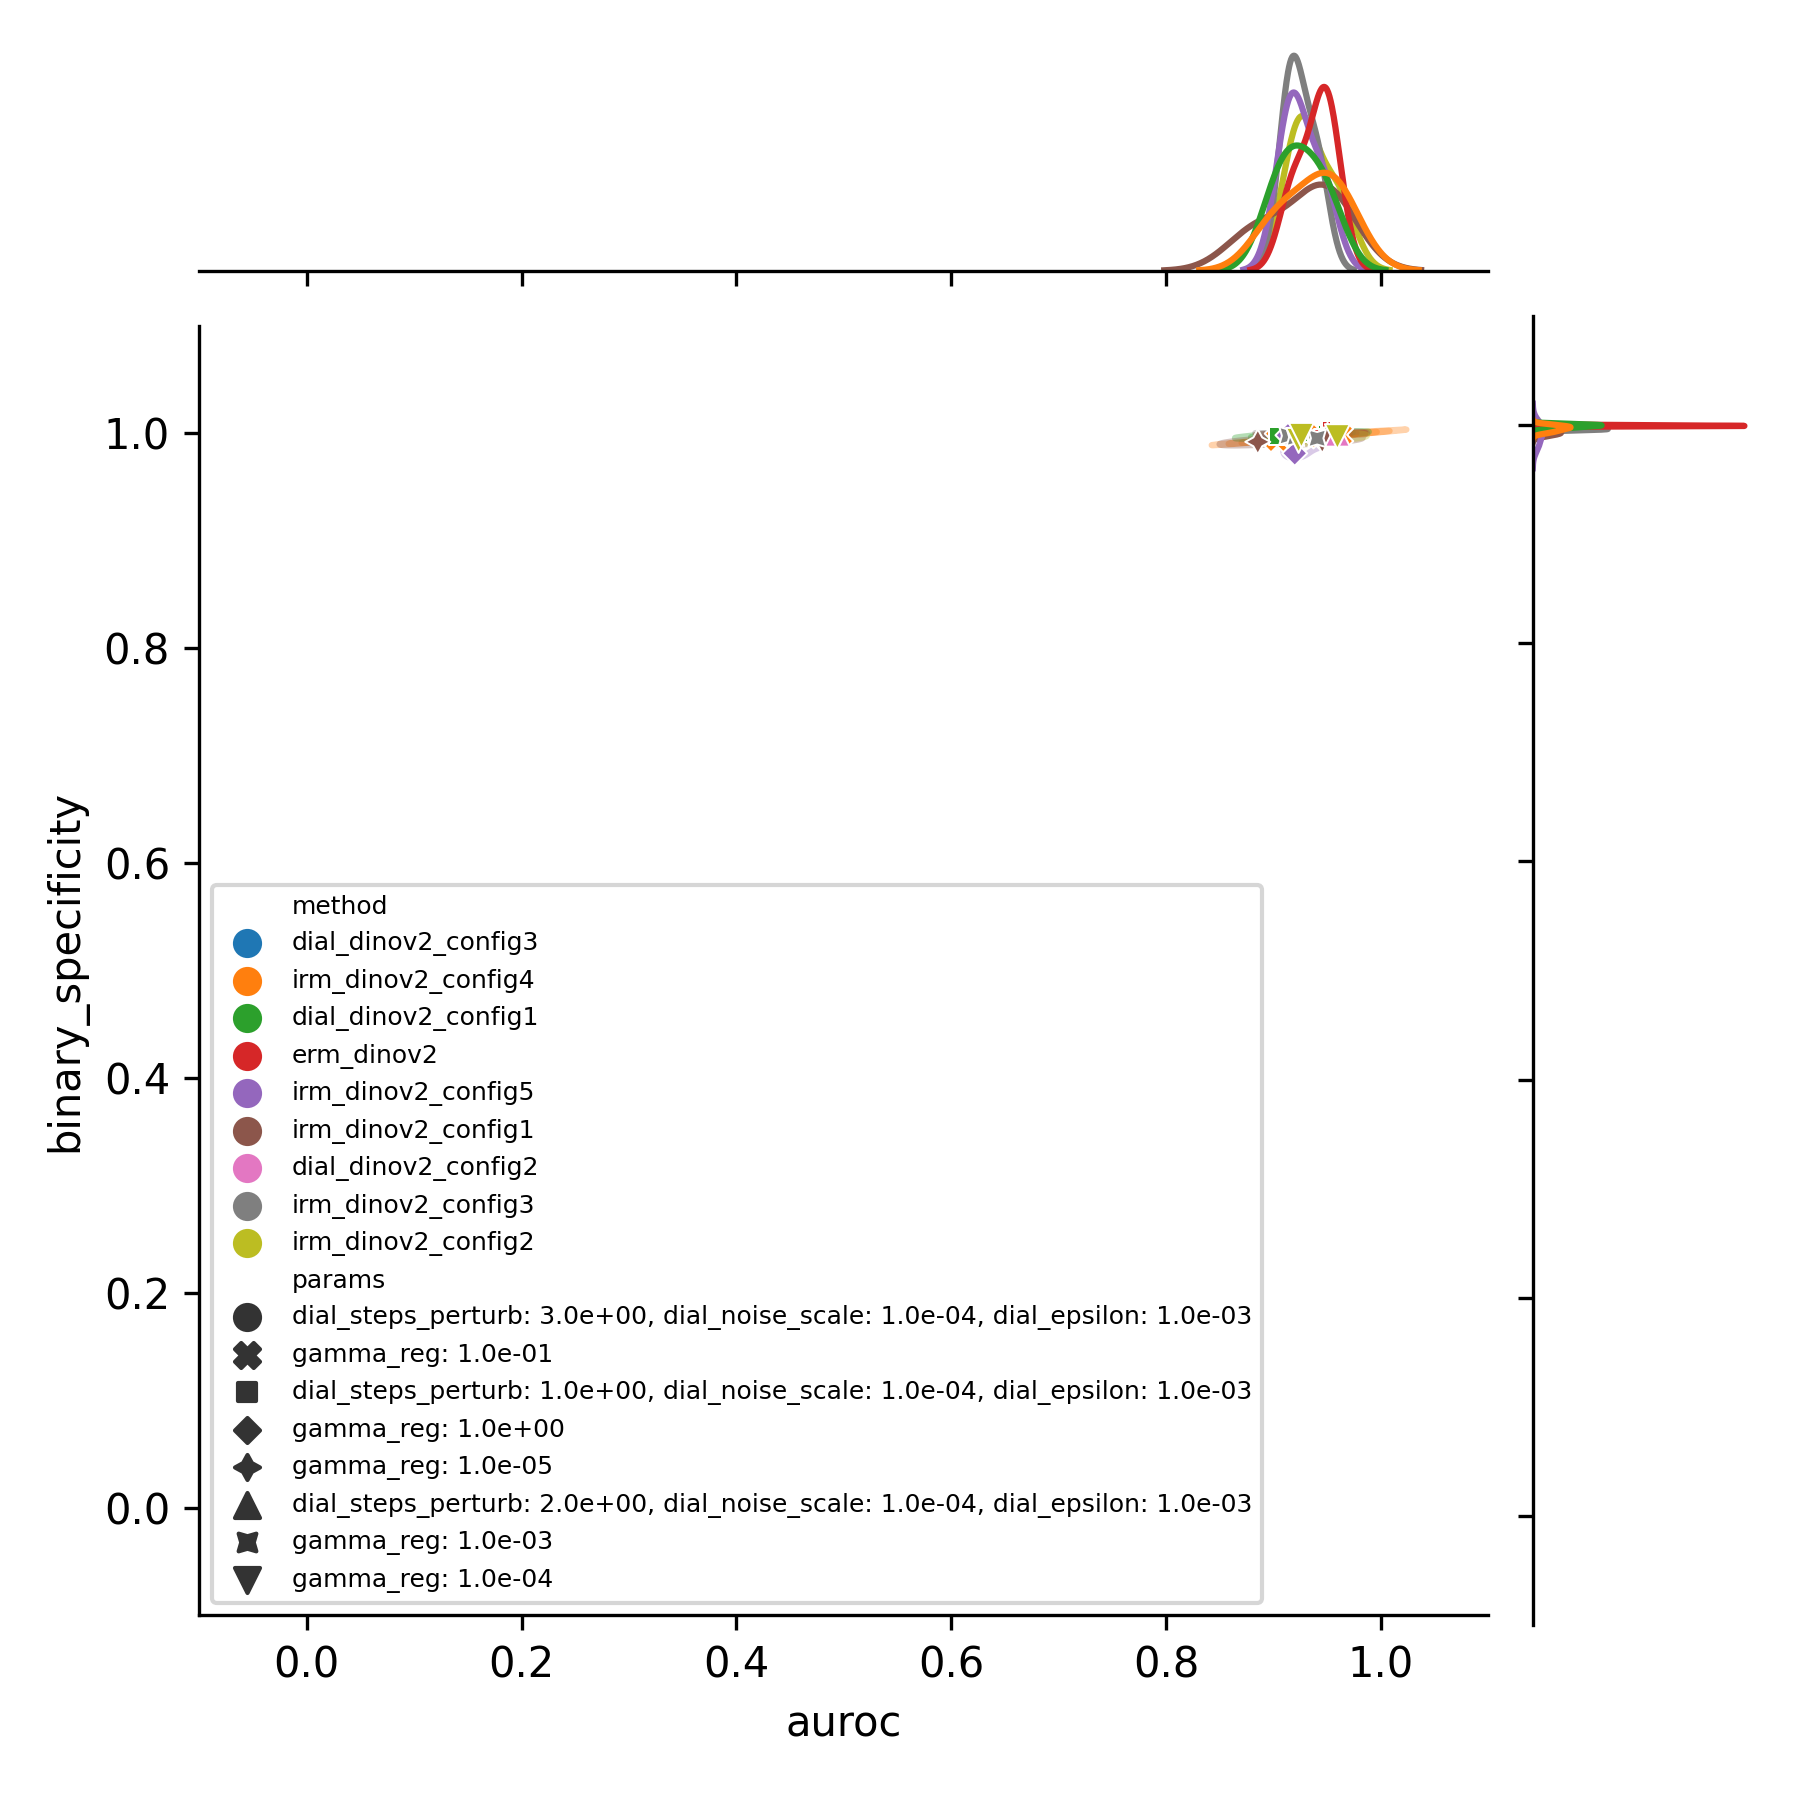 1.0
0.8
0.6
0.4
0.2
0.0
binary_specificity
method
dial_dinov2_config3
irm_dinov2_config4
dial_dinov2_config1
erm_dinov2
irm_dinov2_config5
irm_dinov2_config1
dial_dinov2_config2
irm_dinov2_config3
irm_dinov2_config2
params
dial_steps_perturb: 3.0e+00, dial_noise_scale: 1.0e-04, dial_epsilon: 1.0e-03
gamma_reg: 1.0e-01
dial_steps_perturb: 1.0e+00, dial_noise_scale: 1.0e-04, dial_epsilon: 1.0e-03
gamma_reg: 1.0e+00
gamma_reg: 1.0e-05
dial_steps_perturb: 2.0e+00, dial_noise_scale: 1.0e-04, dial_epsilon: 1.0e-03
gamma_reg: 1.0e-03
gamma_reg: 1.0e-04
0.0 0.2 0.4 0.6 0.8 1.0
auroc